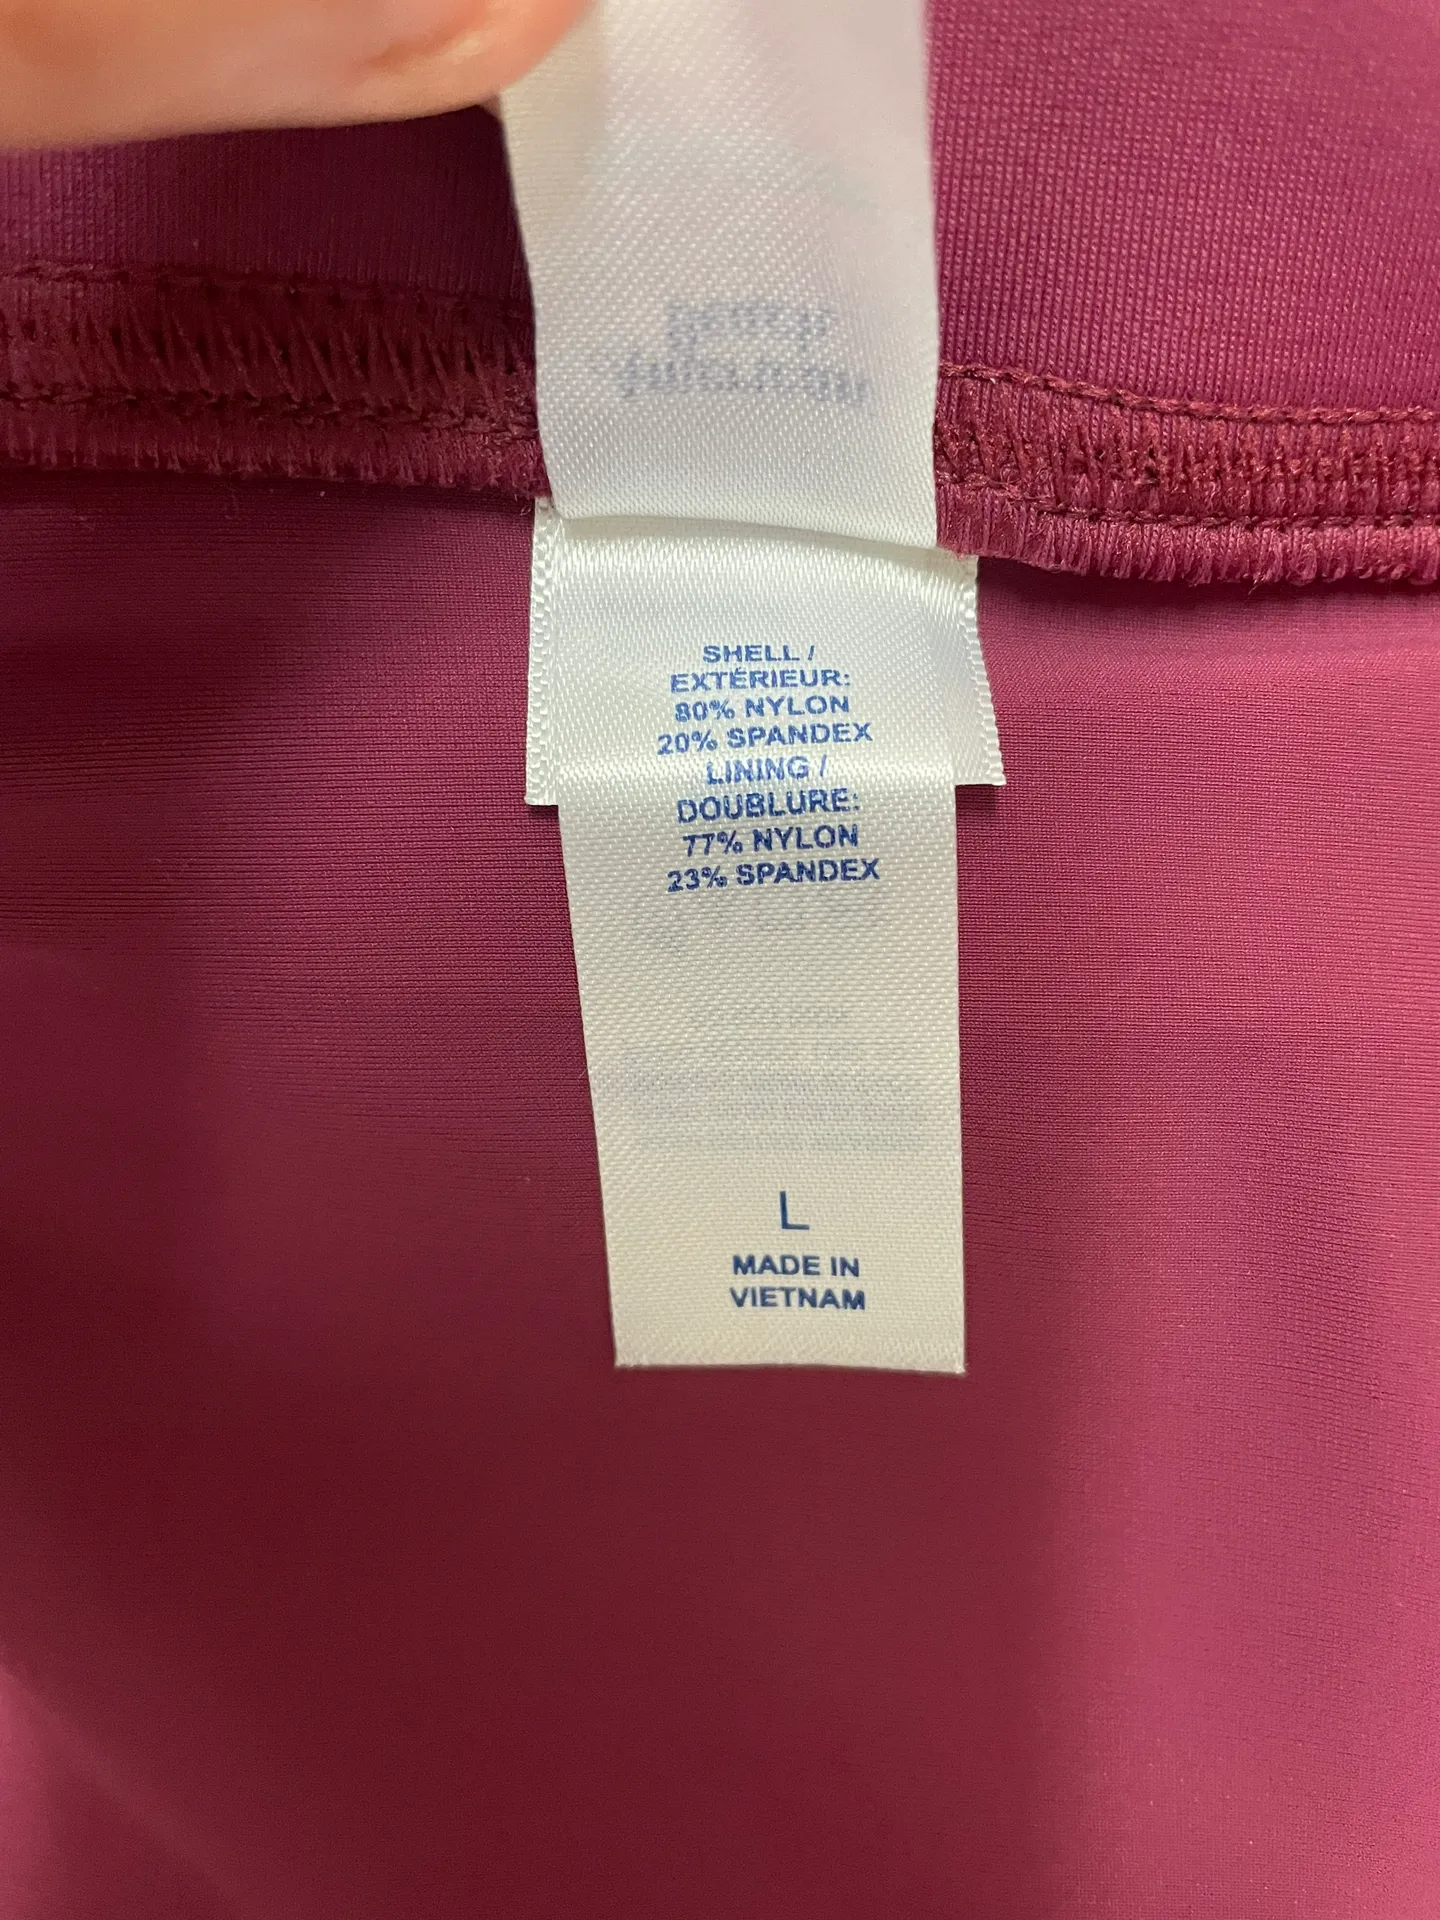 SHELL /
EXTÉRIEUR:
80% NYLON
20% SPANDEX
LINING /
DOUBLURE:
77% NYLON
23% SPANDEX
L
MADE IN
VIETNAM